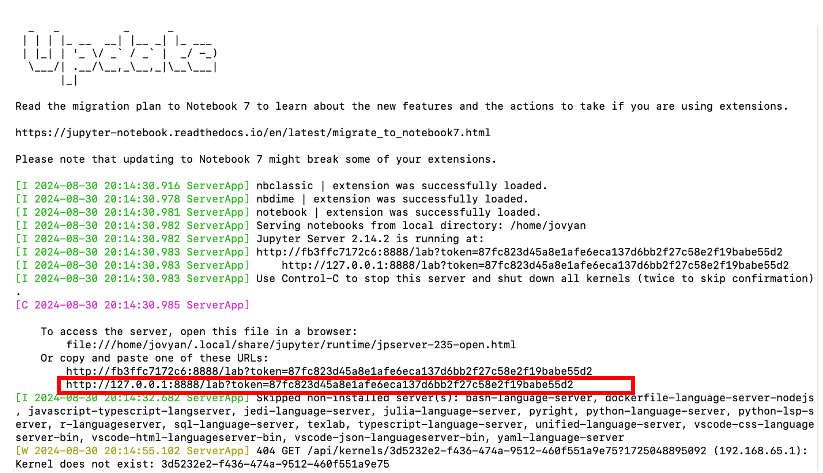 _   _          _      _
| | | |_ __  __| |__ _| |_ ___
| |_| | '_ \/ _` / _` |  _/ -_)
 \___/| .__/\__,_\__,_|\__\___|
      |_|
Read the migration plan to Notebook 7 to learn about the new features and the actions to take if you are using extensions.
https://jupyter-notebook.readthedocs.io/en/latest/migrate_to_notebook7.html
Please note that updating to Notebook 7 might break some of your extensions.
[I 2024-08-30 20:14:30.916 ServerApp] nbclassic | extension was successfully loaded.
[I 2024-08-30 20:14:30.978 ServerApp] nbdime | extension was successfully loaded.
[I 2024-08-30 20:14:30.981 ServerApp] notebook | extension was successfully loaded.
[I 2024-08-30 20:14:30.982 ServerApp] Serving notebooks from local directory: /home/jovyan
[I 2024-08-30 20:14:30.982 ServerApp] Jupyter Server 2.14.2 is running at:
[I 2024-08-30 20:14:30.983 ServerApp] http://fb3ffc7172c6:8888/lab?token=87fc823d45a8e1afe6eca137d6bb2f27c58e2f19babe55d2
[I 2024-08-30 20:14:30.983 ServerApp]     http://127.0.0.1:8888/lab?token=87fc823d45a8e1afe6eca137d6bb2f27c58e2f19babe55d2
[I 2024-08-30 20:14:30.983 ServerApp] Use Control-C to stop this server and shut down all kernels (twice to skip confirmation)
.
[C 2024-08-30 20:14:30.985 ServerApp]
    To access the server, open this file in a browser:
        file:///home/jovyan/.local/share/jupyter/runtime/jpserver-235-open.html
    Or copy and paste one of these URLs:
        http://fb3ffc7172c6:8888/lab?token=87fc823d45a8e1afe6eca137d6bb2f27c58e2f19babe55d2
        http://127.0.0.1:8888/lab?token=87fc823d45a8e1afe6eca137d6bb2f27c58e2f19babe55d2
[I 2024-08-30 20:14:32.682 ServerApp] Skipped non-installed server(s): bash-language-server, dockerfile-language-server-nodejs
, javascript-typescript-langserver, jedi-language-server, julia-language-server, pyright, python-language-server, python-lsp-s
erver, r-languageserver, sql-language-server, texlab, typescript-language-server, unified-language-server, vscode-css-language
server-bin, vscode-html-languageserver-bin, vscode-json-languageserver-bin, yaml-language-server
[W 2024-08-30 20:14:55.102 ServerApp] 404 GET /api/kernels/3d5232e2-f436-474a-9512-460f551a9e75?1725048895092 (192.168.65.1):
Kernel does not exist: 3d5232e2-f436-474a-9512-460f551a9e75